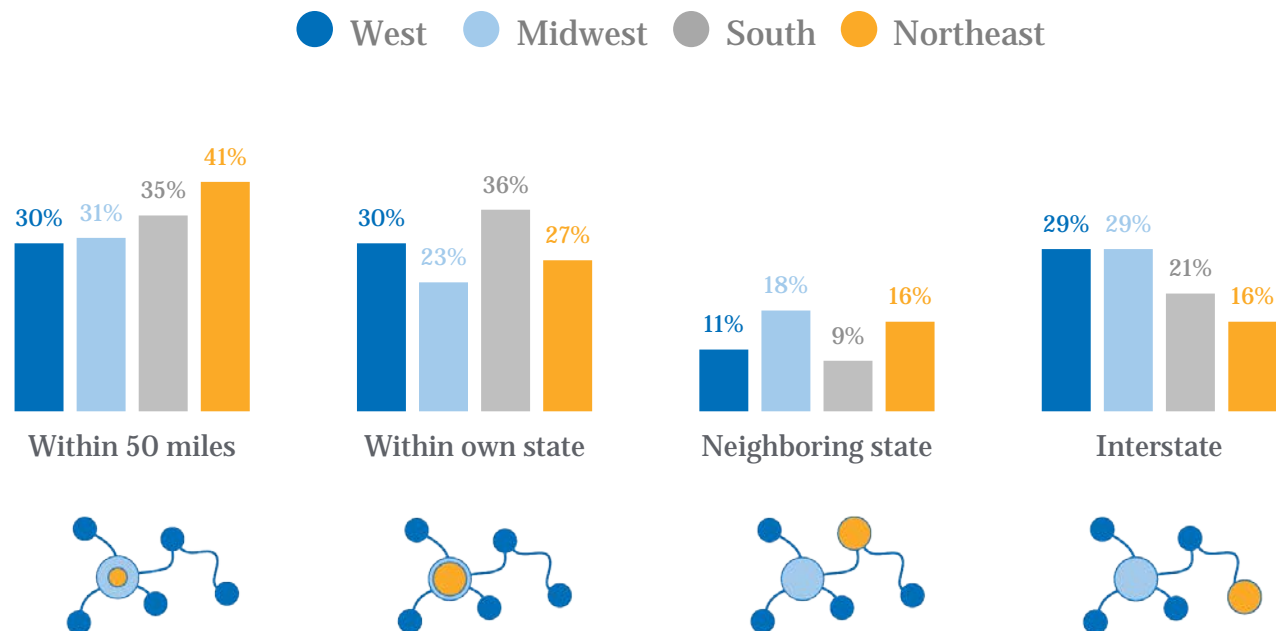 West Midwest South Northeast
30% 31% 35% 41%
30% 23% 36% 27%
11% 18% 9% 16%
29% 29% 21% 16%
Within 50 miles
Within own state
Neighboring state
Interstate